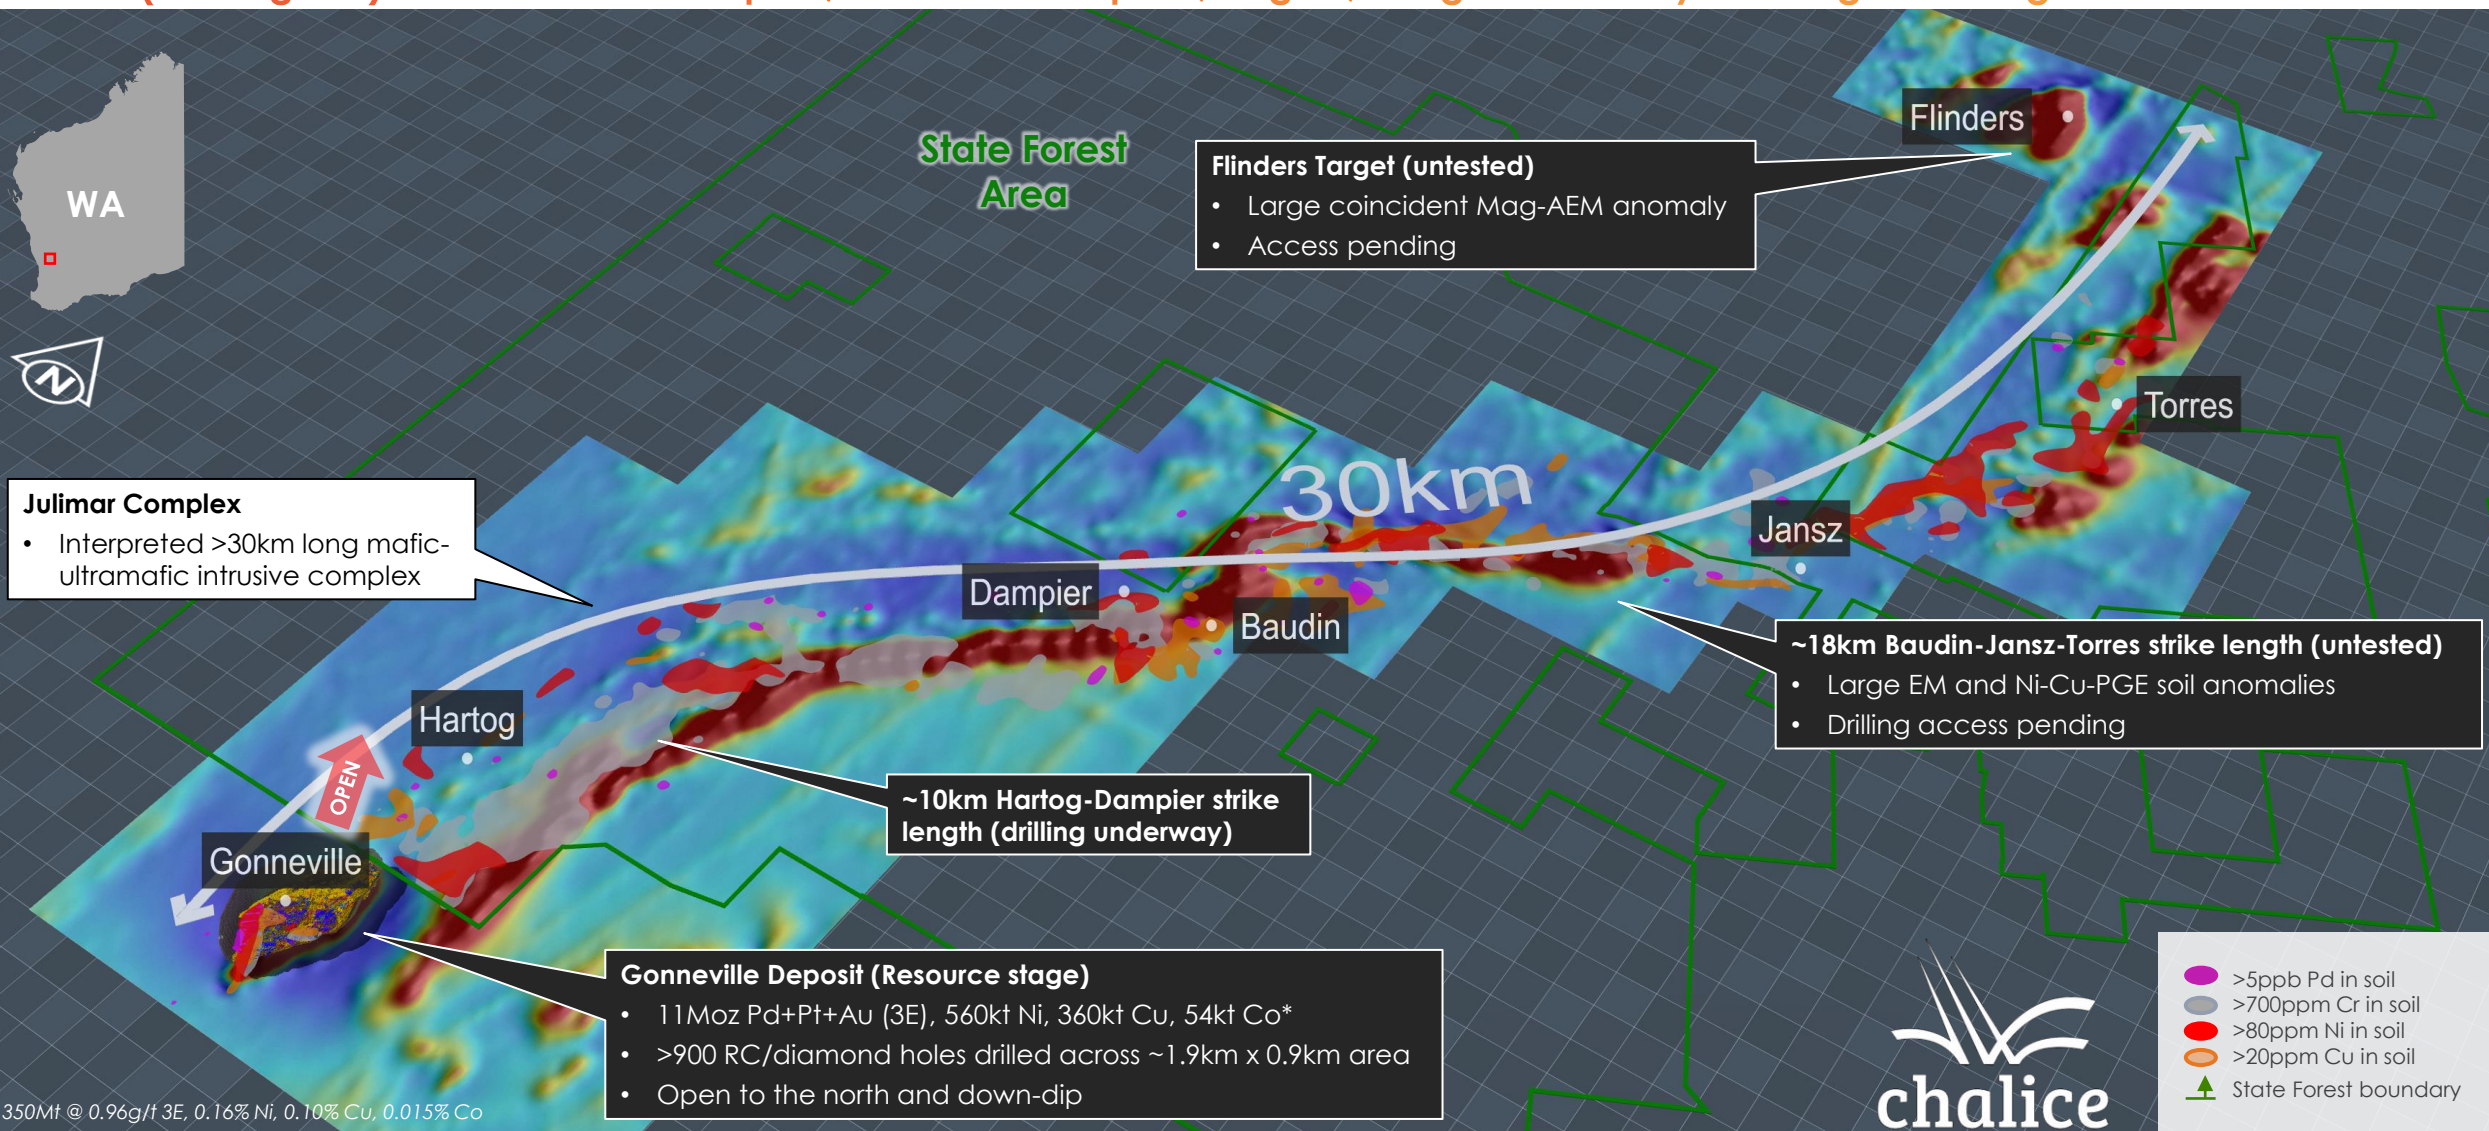 WA
N
State Forest
Area
Flinders
Flinders Target (untested)
• Large coincident Mag-AEM anomaly
• Access pending
Torres
30km
Jansz
Julimar Complex
• Interpreted >30km long mafic-
ultramafic intrusive complex
Dampier
Baudin
~18km Baudin-Jansz-Torres strike length (untested)
• Large EM and Ni-Cu-PGE soil anomalies
• Drilling access pending
Hartog
OPEN
~10km Hartog-Dampier strike
length (drilling underway)
Gonneville
Gonneville Deposit (Resource stage)
• 11Moz Pd+Pt+Au (3E), 560kt Ni, 360kt Cu, 54kt Co*
• >900 RC/diamond holes drilled across ~1.9km x 0.9km area
• Open to the north and down-dip
350Mt @ 0.96g/t 3E, 0.16% Ni, 0.10% Cu, 0.015% Co
chalice
>5ppb Pd in soil
>700ppm Cr in soil
>80ppm Ni in soil
>20ppm Cu in soil
State Forest boundary